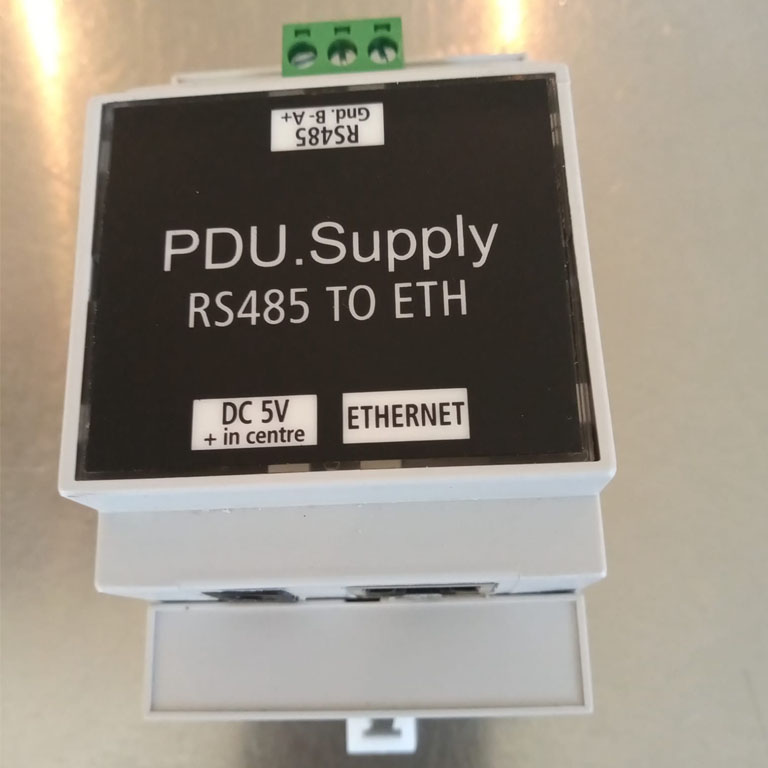 RS485
Gnd. B- A+
PDU.Supply
RS485 TO ETH
DC 5V
+ in centre
ETHERNET